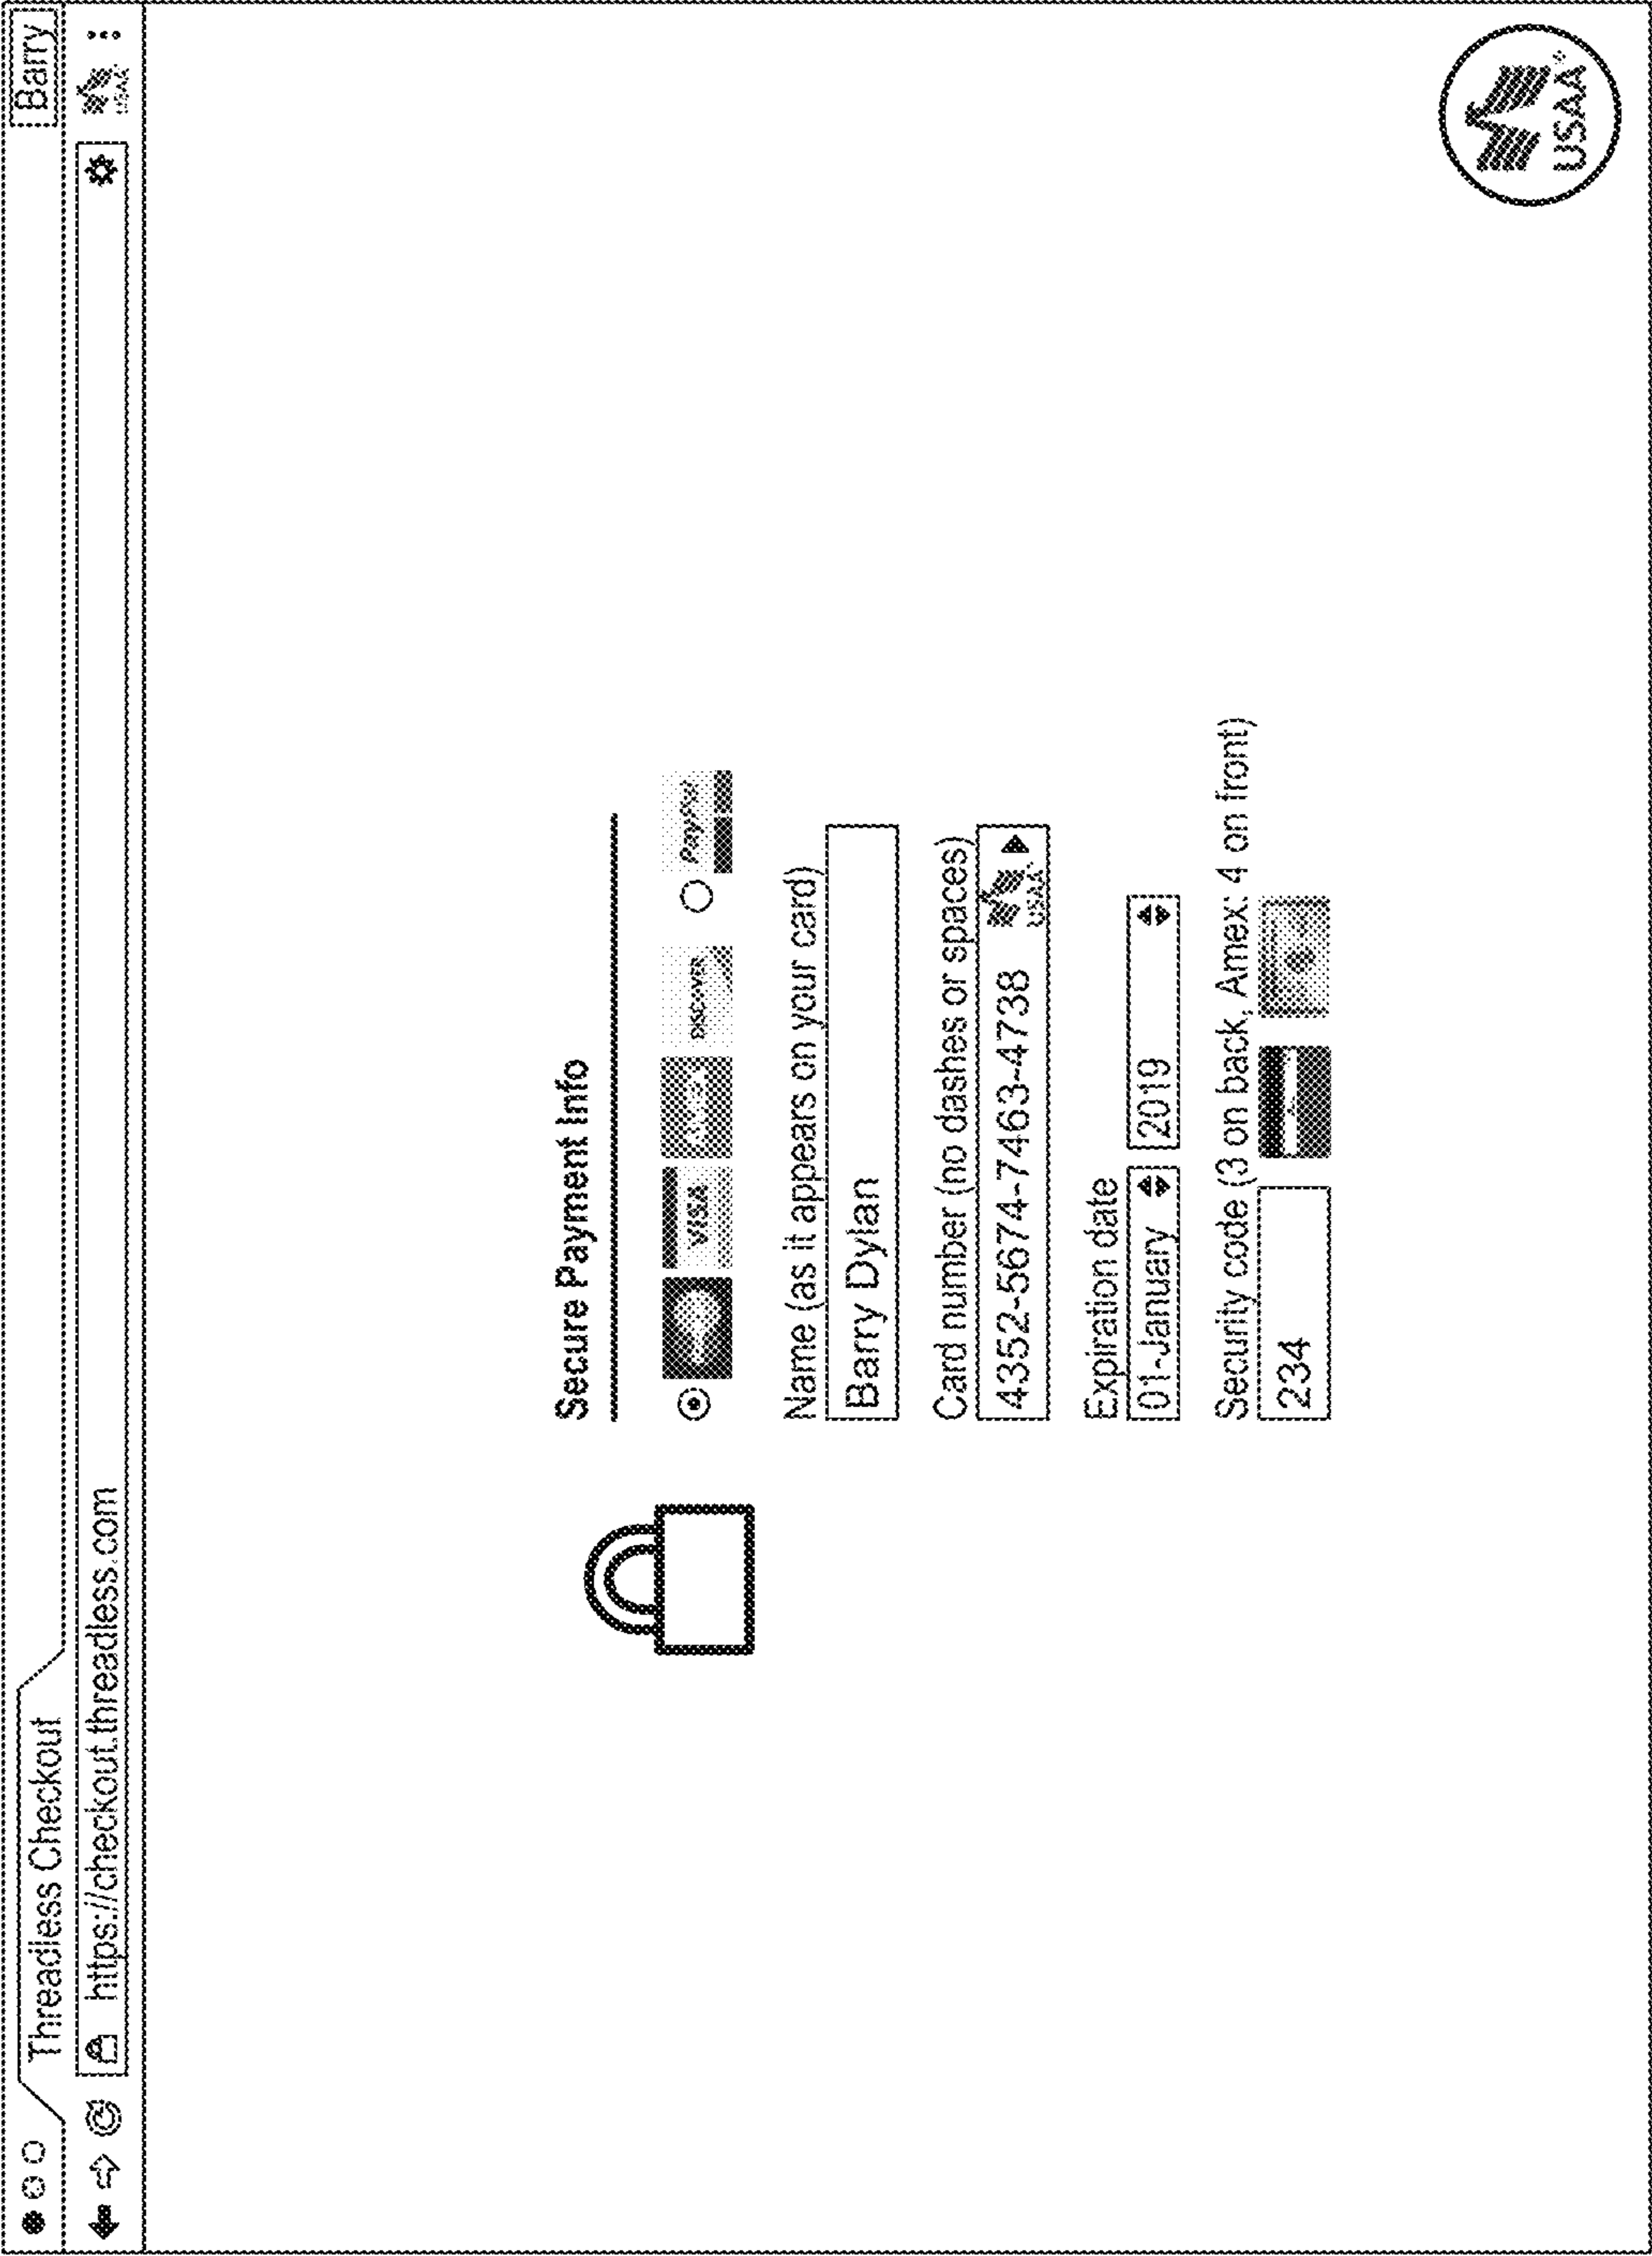 Threadless Checkout
Barry
https://checkout.threadless.com
USAA
Secure Payment Info
VISA
DISCOVER
PayPal
Name (as it appears on your card)
Barry Dylan
Card number (no dashes or spaces)
4352-5674-7463-4738
USAA
Expiration date
01-January
2019
Security code (3 on back, Amex: 4 on front)
234
USAA